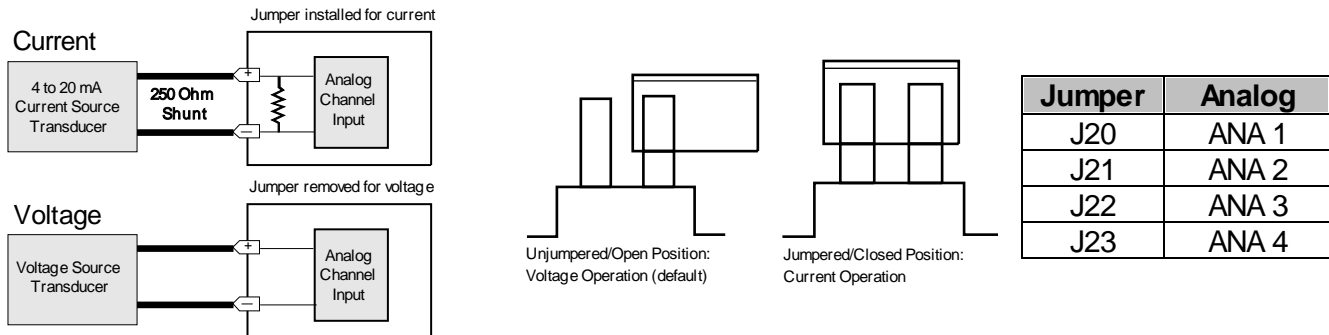 Jumper installed for current
Current
4 to 20 mA
Current Source
Transducer
250 Ohm
Shunt
+
–
Analog
Channel
Input
Jumper removed for voltage
Voltage
Voltage Source
Transducer
+
–
Analog
Channel
Input
Unjumpered/Open Position:
Voltage Operation (default)
Jumpered/Closed Position:
Current Operation
Jumper Analog
J20 ANA 1
J21 ANA 2
J22 ANA 3
J23 ANA 4